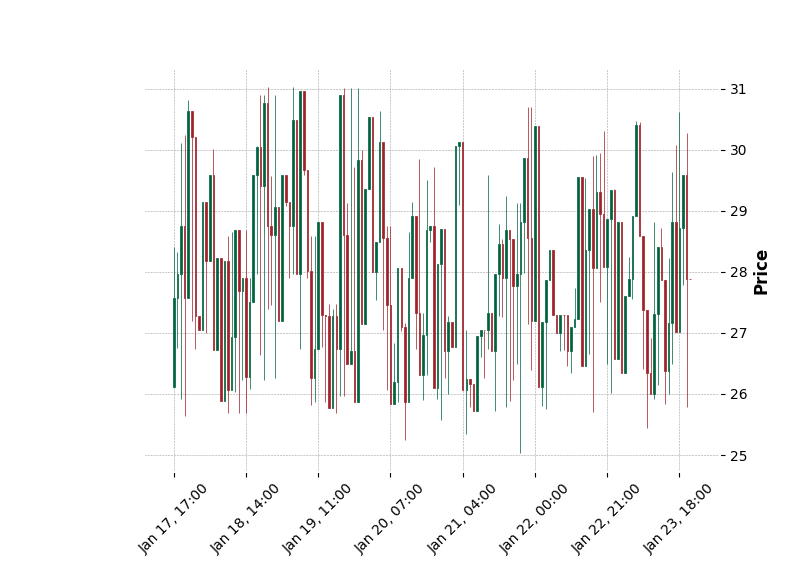 31
30
29
28
27
26
25
Price
Jan 17, 17:00
Jan 18, 14:00
Jan 19, 11:00
Jan 20, 07:00
Jan 21, 04:00
Jan 22, 00:00
Jan 22, 21:00
Jan 23, 18:00